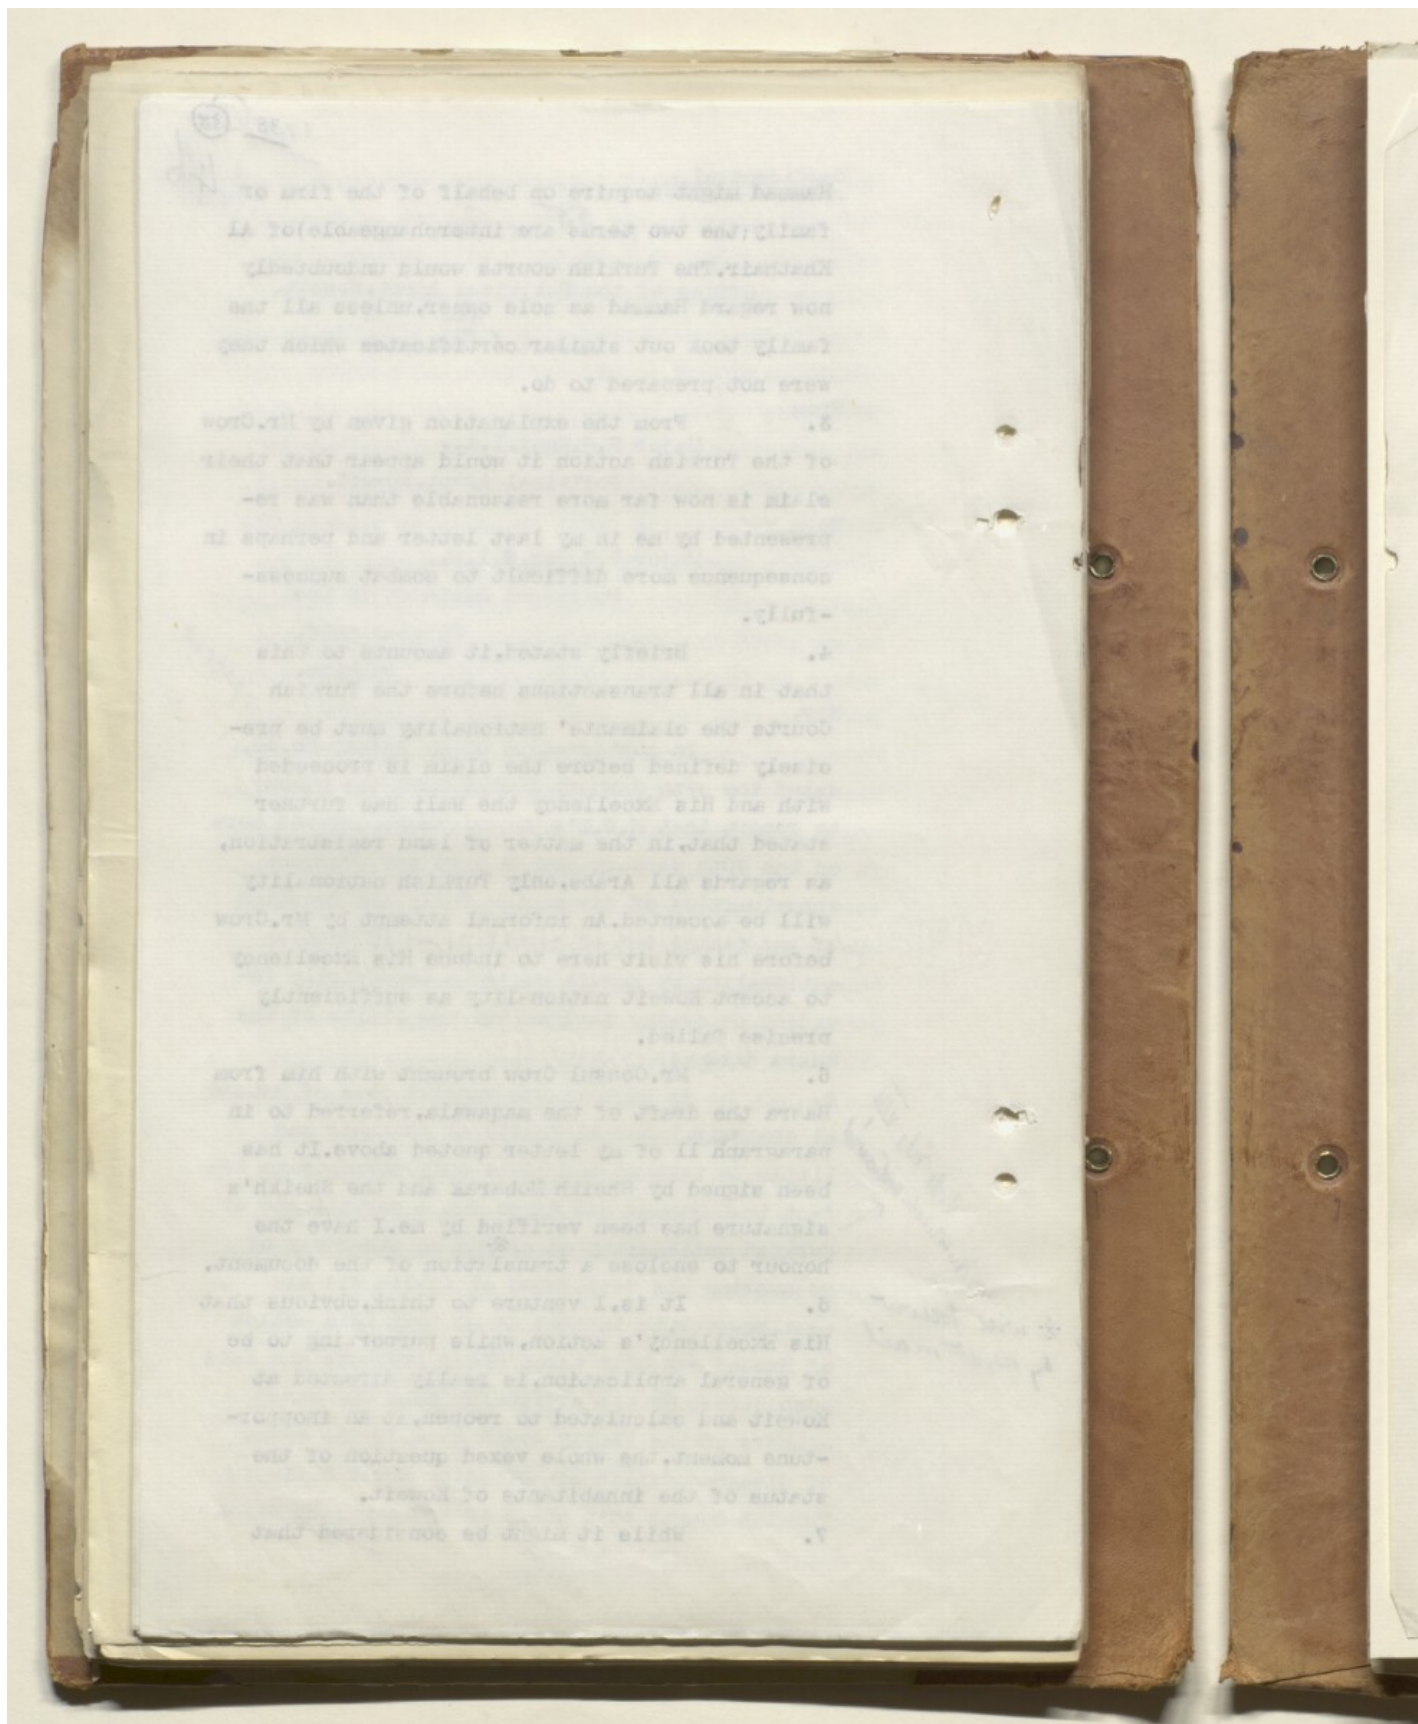 Hammad might acquire on behalf of the firm or
family(the two terms are interchangeable)of Al
Khathair.The Turkish courts would undoubtedly
now regard Hammad as sole owner,unless all the
family took out similar certificates which they
were not prepared to do.
3. From the explanation given by Mr.Crow
of the Turkish action it would appear that their
claim is now far more reasonable than was re-
presented by me in my last letter and perhaps in
consequence more difficult to combat success-
-fully.
4. Briefly stated,it amounts to this
that in all transactions before the Turkish
Courts the claimants' nationality must be pre-
cisely defined before the claim is proceeded
with and His Excellency the Wali has further
stated that,in the matter of land registration,
as regards all Arabs,only Turkish nationality
will be accepted.An informal attempt by Mr.Crow
before his visit here to induce His Excellency
to accept Koweit nationality as sufficiently
precise failed.
5. Mr.Consul Crow brought with him from
Basra the draft of the maqawala,referred to in
paragraph 11 of my letter quoted above.It has
been signed by Sheikh Mobarak and the Sheikh's
signature has been verified by me.I have the
honour to enclose a translation of the document.
6. It is,I venture to think,obvious that
His Excellency's action,while purporting to be
of general application,is really directed at
Koweit and calculated to reopen,at an inoppor-
-tune moment,the whole vexed question of the
status of the inhabitants of Koweit.
7. While it might be considered that